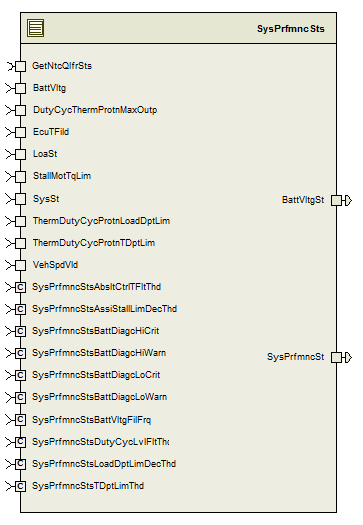 SysPrfmncSts
GetNtcQlfrSts
BattVltg
DutyCycThermProtnMaxOutp
EcuTFild
LoaSt
StallMotTqLim
SysSt
BattVltgSt
ThermDutyCycProtnLoadDptLim
ThermDutyCycProtnTDptLim
VehSpdVld
C SysPrfmncStsAbsltCtrlTFltThd
C SysPrfmncStsAssiStallLimDecThd
C SysPrfmncStsBattDiagcHiCrit
C SysPrfmncStsBattDiagcHiWarn
SysPrfmncSt
C SysPrfmncStsBattDiagcLoCrit
C SysPrfmncStsBattDiagcLoWarn
C SysPrfmncStsBattVltgFilFrq
C SysPrfmncStsDutyCycLvlFltThc
C SysPrfmncStsLoadDptLimDecThd
C SysPrfmncStsTDptLimThd